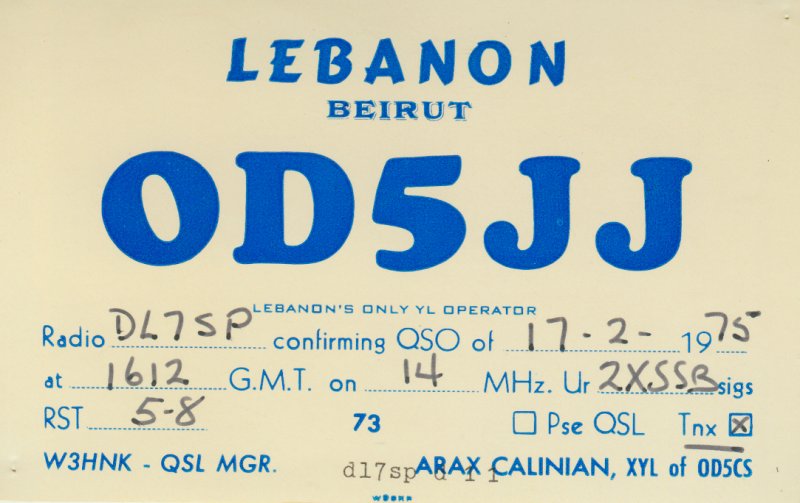 LEBANON
BEIRUT
OD5JJ
LEBANON'S ONLY YL OPERATOR
Radio DL7SP confirming QSO of 17-2- 1975
at 1612 G.M.T. on 14 MHz. Ur 2XSSB sigs
RST 5-8 73 Pse QSL Tnx
W3HNK - QSL MGR. dl7sp d 11 ARAX CALINIAN, XYL of OD5CS